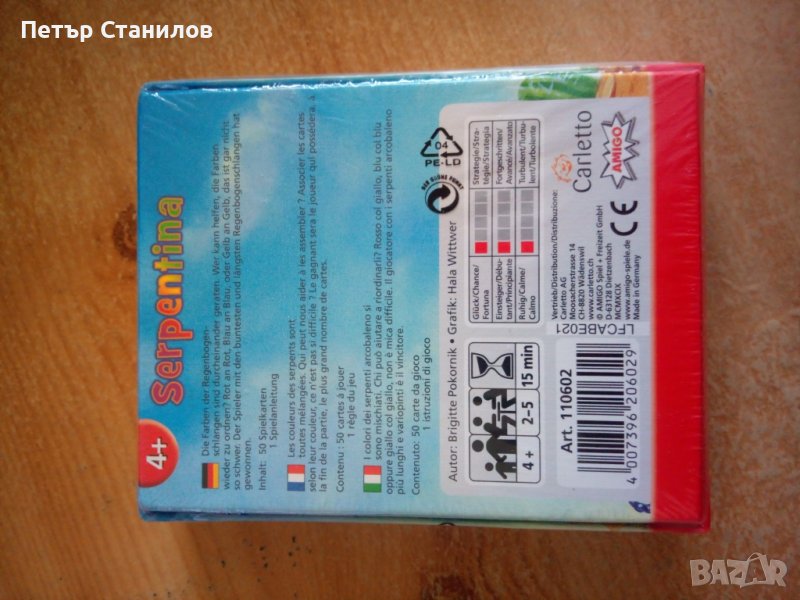 Петър Станилов
4+
Serpentina
Die Farben der Regenbogen-
schlangen sind durcheinander geraten. Wer kann helfen, die Farben
wieder zu ordnen? Rot an Rot, Blau an Blau, oder Gelb an Gelb, das ist gar nicht
so schwer. Der Spieler mit den buntesten und längsten Regenbogenschlangen hat
gewonnen.
Inhalt: 50 Spielkarten
1 Spielanleitung
Les couleurs des serpents sont
toutes mélangées. Qui peut nous aider à les assembler ? Associer les cartes
selon leur couleur, ce n'est pas si difficile ? Le gagnant sera le joueur qui possédera, à
la fin de la partie, le plus grand nombre de cartes.
Contenu : 50 cartes à jouer
1 règle du jeu
I colori dei serpenti arcobaleno si
sono mischiati. Chi può aiutare a riordinarli? Rosso col giallo, blu col blu
oppure giallo col giallo, non è mica difficile. Il giocatore con i serpenti arcobaleno
più lunghi e variopinti è il vincitore.
Contenuto: 50 carte da gioco
1 istruzioni di gioco
04
PE-LD
DER GRÜNE PUNKT
Autor: Brigitte Pokornik • Grafik: Hala Wittwer
4 +
2–5
15 min
Glück/Chance/
Fortuna
Strategie/Stra-
tégie/Strategia
Einsteiger/Debu-
tant/Principiante
Fortgeschritten/
Avancé/Avanzato
Ruhig/Calme/
Calmo
Turbulent/Turbu-
lent/Turbolente
Carletto
AMIGO
Vertrieb/Distribution/Distribuzione:
Carletto AG
Moosacherstrasse 14
CH-8820 Wädenswil
www.carletto.ch
© AMIGO Spiel + Freizeit GmbH
D-63128 Dietzenbach
MCMXCIX
www.amigo-spiele.de
Made in Germany
CE
LFCABE021
Art. 110602
4 007396 206029
BAZAR